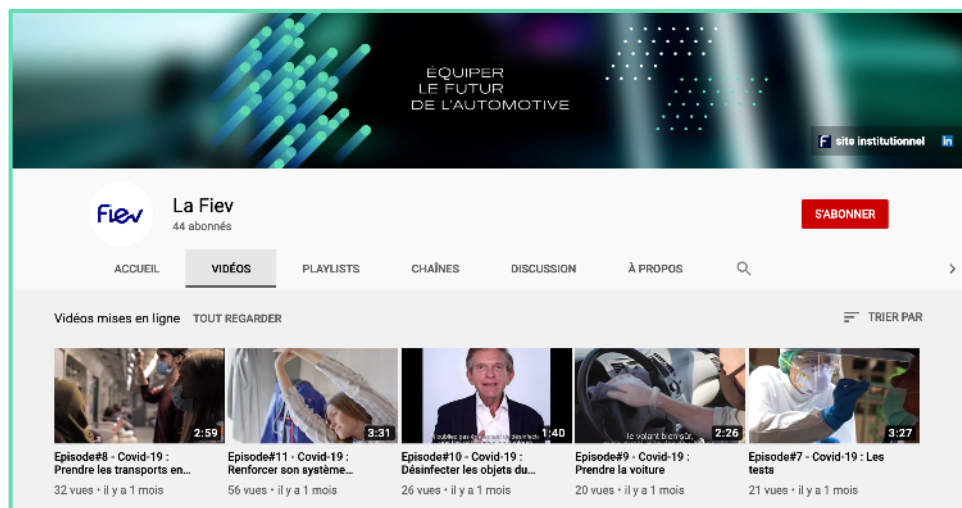 ÉQUIPER
LE FUTUR
DE L'AUTOMOTIVE
F site institutionnel in
Fiev
La Fiev
44 abonnés
S'ABONNER
ACCUEIL VIDÉOS PLAYLISTS CHAÎNES DISCUSSION À PROPOS
Vidéos mises en ligne TOUT REGARDER TRIER PAR
le volant bien sûr,
2:59 3:31 1:40 2:26 3:27
Episode#8 - Covid-19 :
Prendre les transports en...
32 vues • il y a 1 mois
Episode#11 - Covid-19 :
Renforcer son système...
56 vues • il y a 1 mois
Episode#10 - Covid-19 :
Désinfecter les objets du...
26 vues • il y a 1 mois
Episode#9 - Covid-19 :
Prendre la voiture
20 vues • il y a 1 mois
Episode#7 - Covid-19 : Les
tests
21 vues • il y a 1 mois